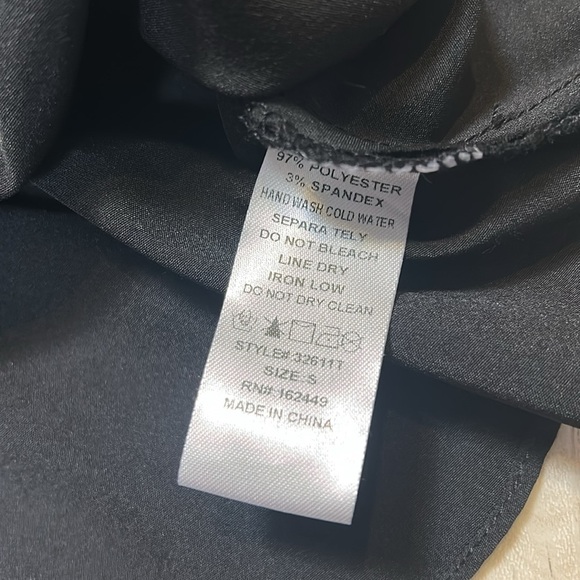 97% POLYESTER
3% SPANDEX
HAND WASH COLD WATER
SEPARA TELY
DO NOT BLEACH
LINE DRY
IRON LOW
DO NOT DRY CLEAN
STYLE# 32611T
SIZE: S
RN# 162449
MADE IN CHINA